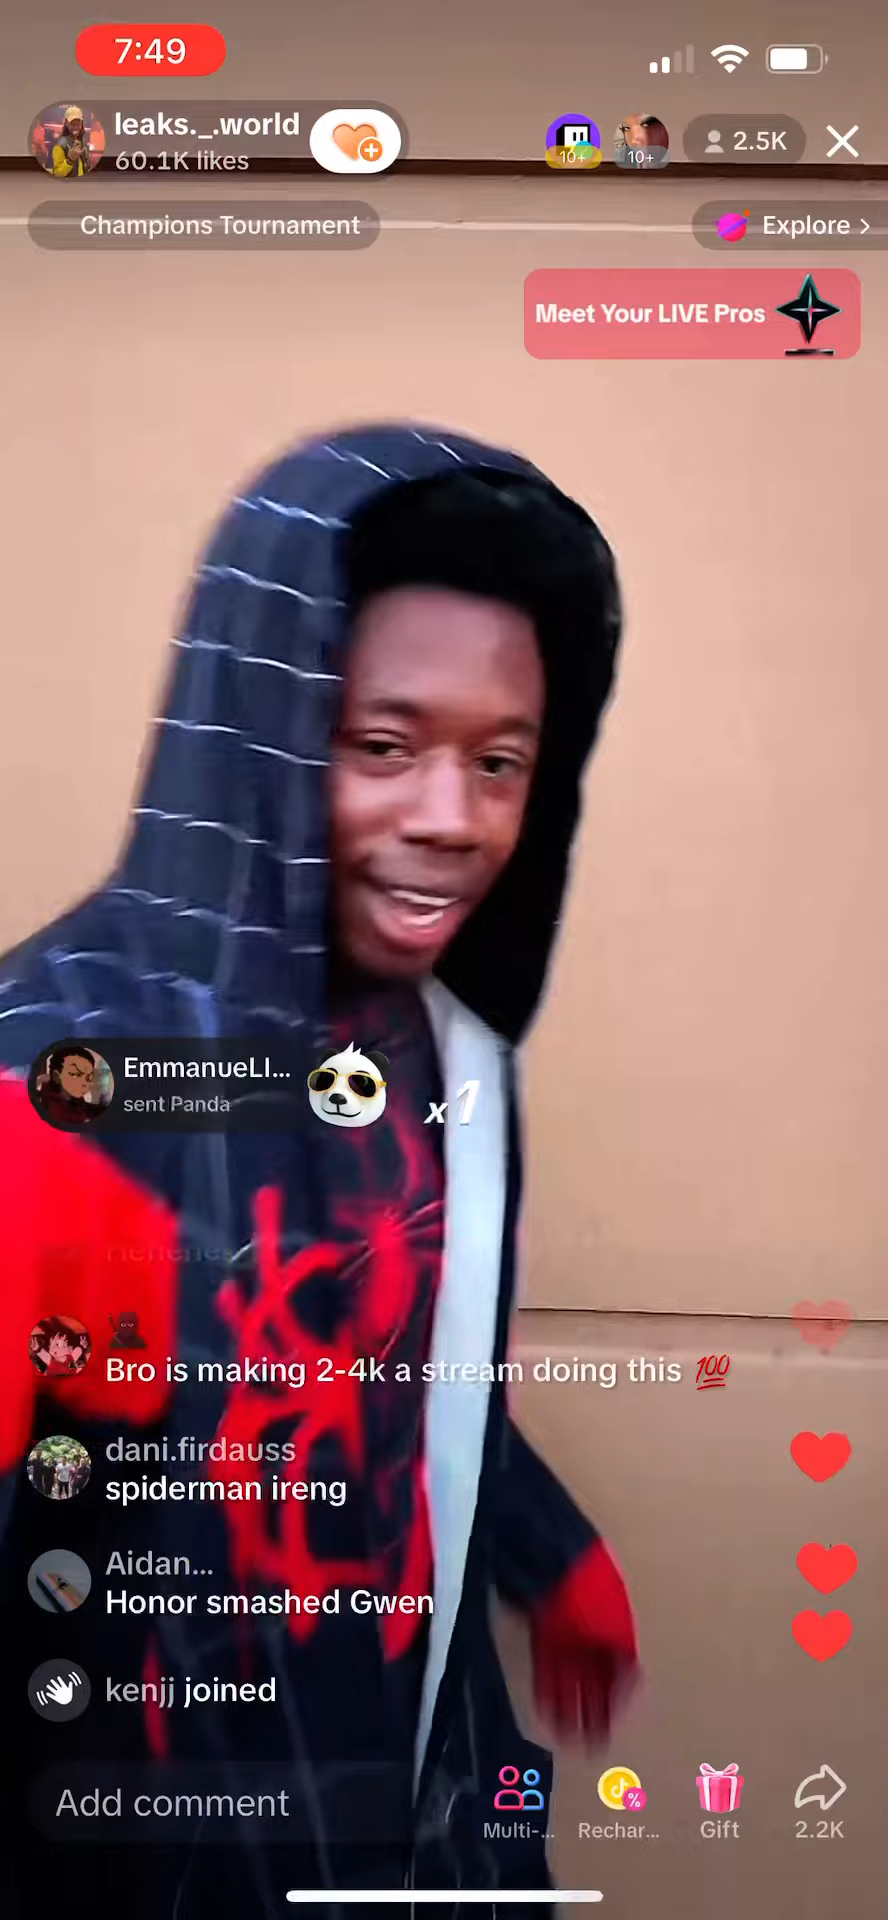 7:49
leaks._.world
60.1K likes
10+
10+
2.5K
Champions Tournament
Explore >
Meet Your LIVE Pros
EmmanueLI...
sent Panda
x1
Hehehe
Bro is making 2-4k a stream doing this 💯
dani.firdauss
spiderman ireng
Aidan...
Honor smashed Gwen
kenjj joined
Add comment
Multi-...
Rechar...
Gift
2.2K